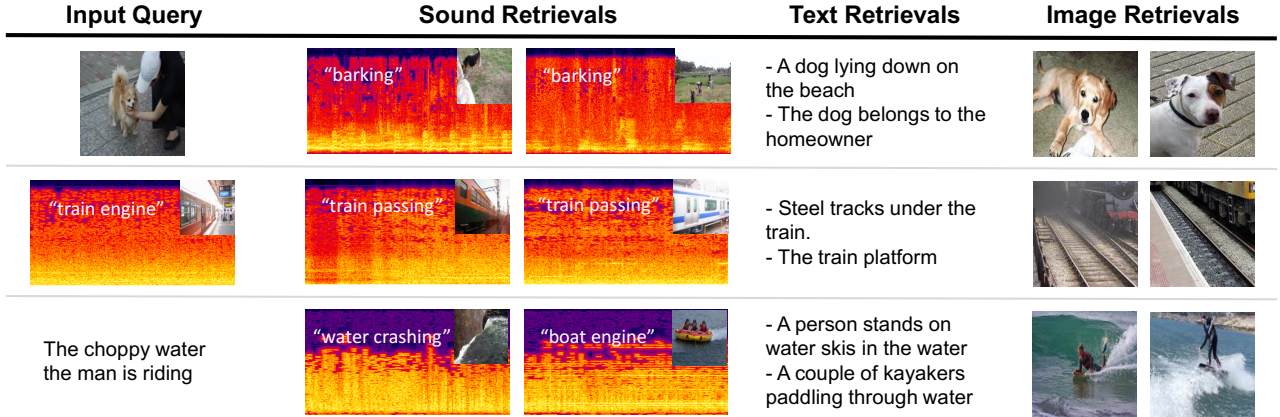 Input Query
Sound Retrievals
Text Retrievals
Image Retrievals
“barking”
“barking”
- A dog lying down on
the beach
- The dog belongs to the
homeowner
“train engine”
“train passing”
“train passing”
- Steel tracks under the
train.
- The train platform
The choppy water
the man is riding
“water crashing”
“boat engine”
- A person stands on
water skis in the water
- A couple of kayakers
paddling through water